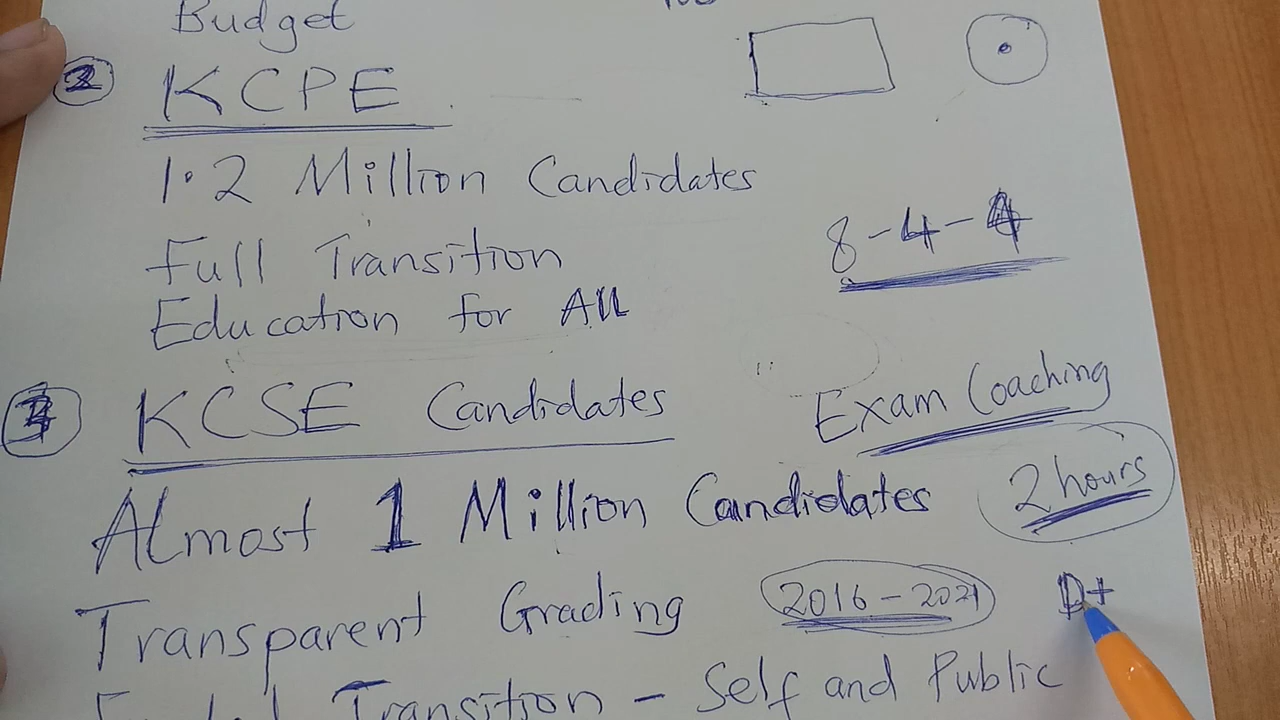 Budget
2 KCPE
1.2 Million Candidates
Full Transition
8-4-4
Education for All
3 KCSE Candidates
Exam Coaching
Almost 1 Million Candidates
2 hours
Transparent Grading
2016 - 2021
D+
Transition - Self and Public